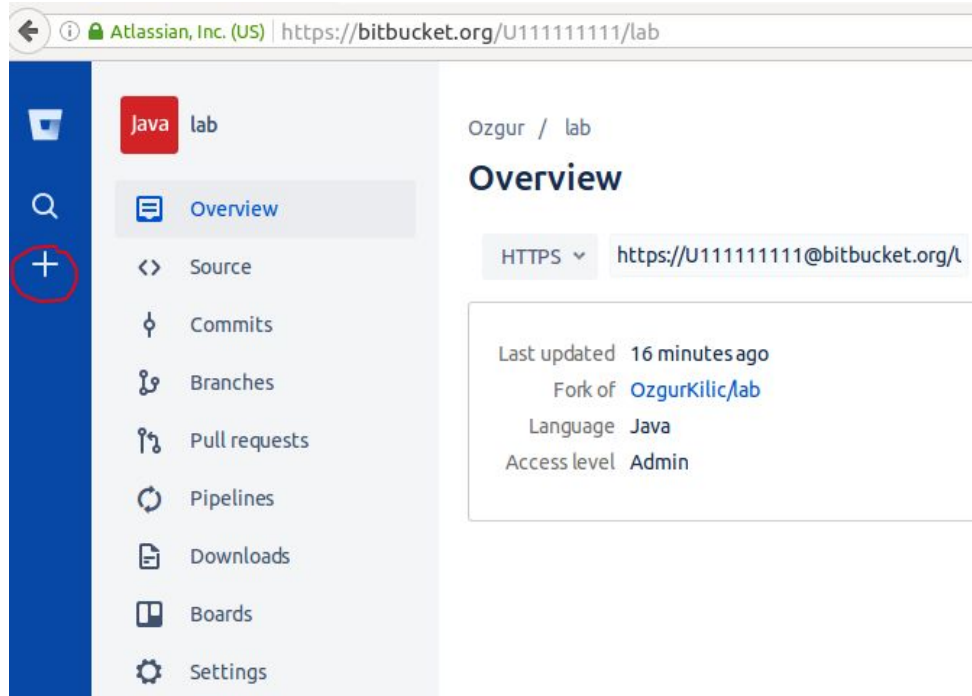 Atlassian, Inc. (US) https://bitbucket.org/U111111111/lab
Java lab
Overview
Source
Commits
Branches
Pull requests
Pipelines
Downloads
Boards
Settings
Ozgur / lab
Overview
HTTPS https://U111111111@bitbucket.org/U
Last updated 16 minutes ago
Fork of OzgurKilic/lab
Language Java
Access level Admin